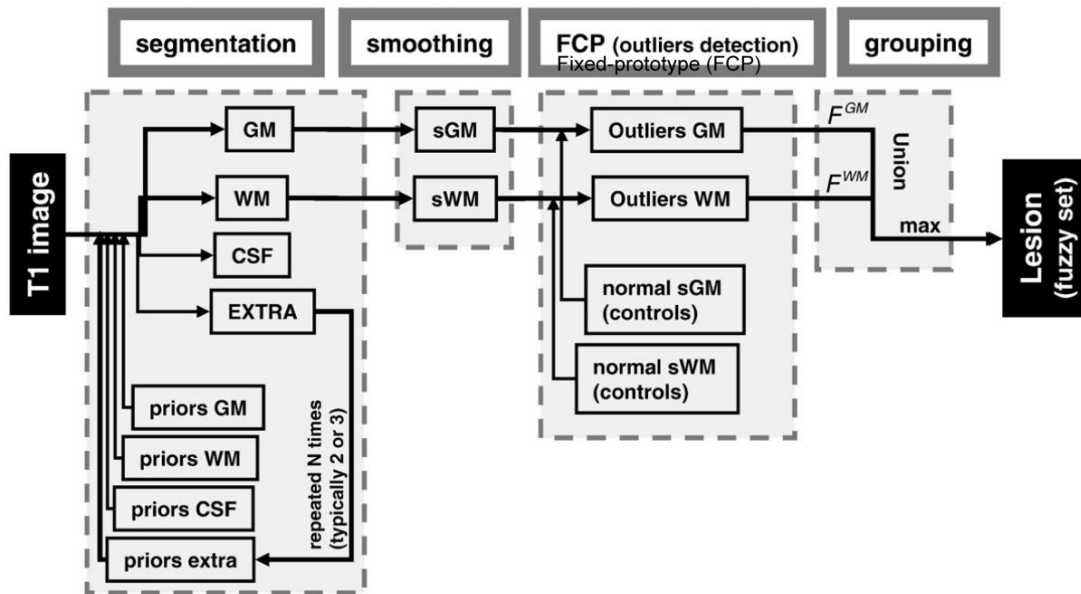 segmentation
smoothing
FCP (outliers detection)
Fixed-prototype (FCP)
grouping
T1 image
GM
WM
CSF
EXTRA
priors GM
priors WM
priors CSF
priors extra
repeated N times
(typically 2 or 3)
sGM
sWM
Outliers GM
Outliers WM
normal sGM
(controls)
normal sWM
(controls)
F^GM
F^WM
Union
max
Lesion
(fuzzy set)